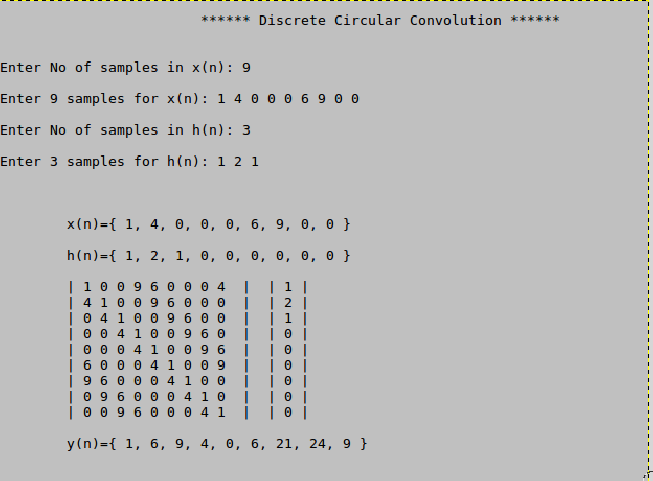 ****** Discrete Circular Convolution ******
Enter No of samples in x(n): 9
Enter 9 samples for x(n): 1 4 0 0 0 6 9 0 0
Enter No of samples in h(n): 3
Enter 3 samples for h(n): 1 2 1
x(n)={ 1, 4, 0, 0, 0, 6, 9, 0, 0 }
h(n)={ 1, 2, 1, 0, 0, 0, 0, 0, 0 }
| 1 0 0 9 6 0 0 0 4 | | 1 |
| 4 1 0 0 9 6 0 0 0 | | 2 |
| 0 4 1 0 0 9 6 0 0 | | 1 |
| 0 0 4 1 0 0 9 6 0 | | 0 |
| 0 0 0 4 1 0 0 9 6 | | 0 |
| 6 0 0 0 4 1 0 0 9 | | 0 |
| 9 6 0 0 0 4 1 0 0 | | 0 |
| 0 9 6 0 0 0 4 1 0 | | 0 |
| 0 0 9 6 0 0 0 4 1 | | 0 |
y(n)={ 1, 6, 9, 4, 0, 6, 21, 24, 9 }